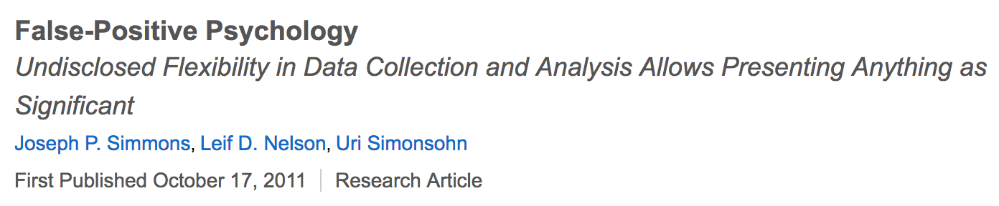 False-Positive Psychology
Undisclosed Flexibility in Data Collection and Analysis Allows Presenting Anything as
Significant
Joseph P. Simmons, Leif D. Nelson, Uri Simonsohn
First Published October 17, 2011 | Research Article